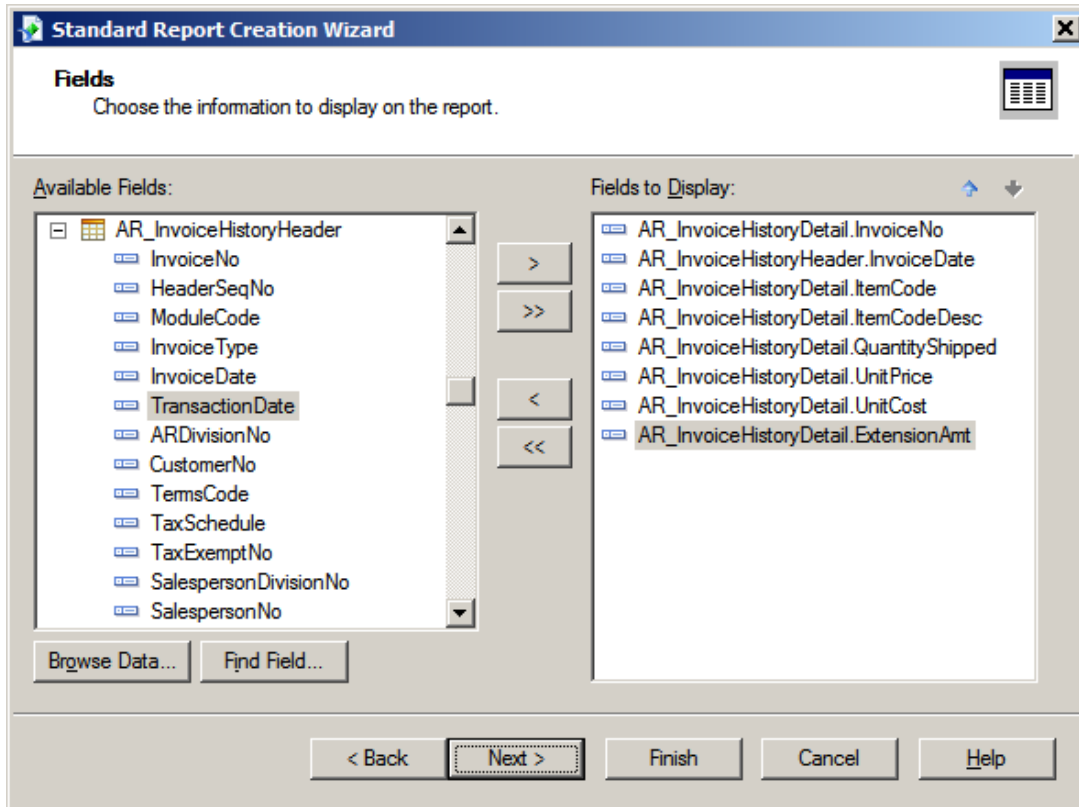 Standard Report Creation Wizard
Fields
Choose the information to display on the report.
Available Fields:
AR_InvoiceHistoryHeader
InvoiceNo
HeaderSeqNo
ModuleCode
InvoiceType
InvoiceDate
TransactionDate
ARDivisionNo
CustomerNo
TermsCode
TaxSchedule
TaxExemptNo
SalespersonDivisionNo
SalespersonNo
Browse Data...
Find Field...
>
>>
<
<<
Fields to Display:
AR_InvoiceHistoryDetail.InvoiceNo
AR_InvoiceHistoryHeader.InvoiceDate
AR_InvoiceHistoryDetail.ItemCode
AR_InvoiceHistoryDetail.ItemCodeDesc
AR_InvoiceHistoryDetail.QuantityShipped
AR_InvoiceHistoryDetail.UnitPrice
AR_InvoiceHistoryDetail.UnitCost
AR_InvoiceHistoryDetail.ExtensionAmt
< Back
Next >
Finish
Cancel
Help